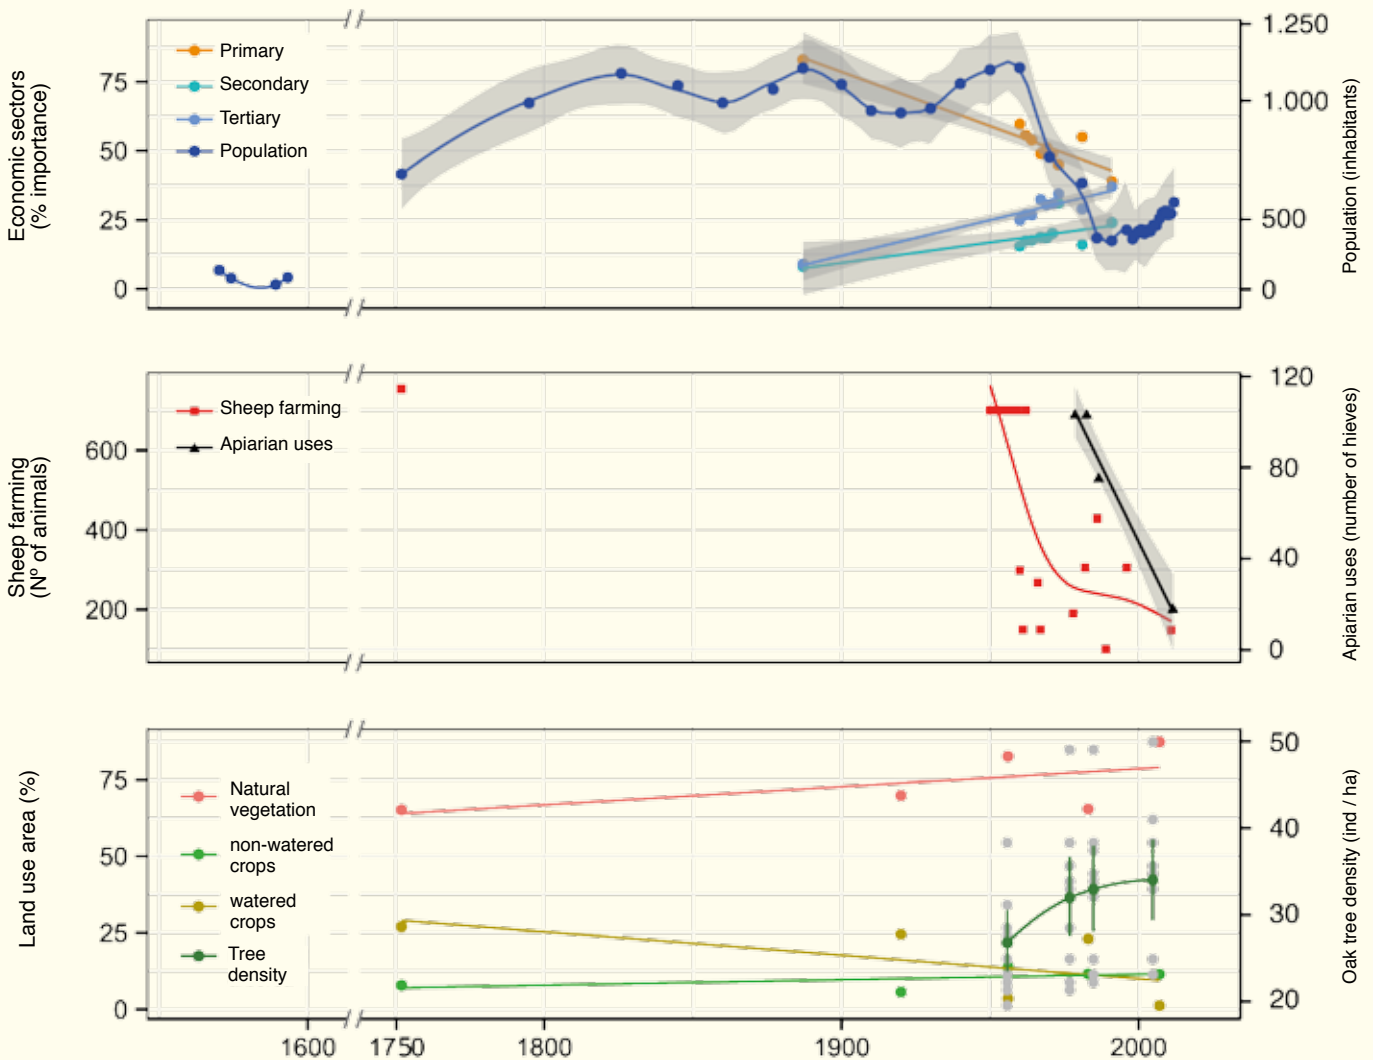 Economic sectors
(% importance)
75
50
25
0
Primary
Secondary
Tertiary
Population
1.250
1.000
500
0
Population (inhabitants)
Sheep farming
(Nº of animals)
600
400
200
Sheep farming
Apiarian uses
120
80
40
0
Apiarian uses (number of hieves)
Land use area (%)
75
50
25
0
Natural
vegetation
non-watered
crops
watered
crops
Tree
density
50
40
30
20
Oak tree density (ind / ha)
1600
1750
1800
1900
2000